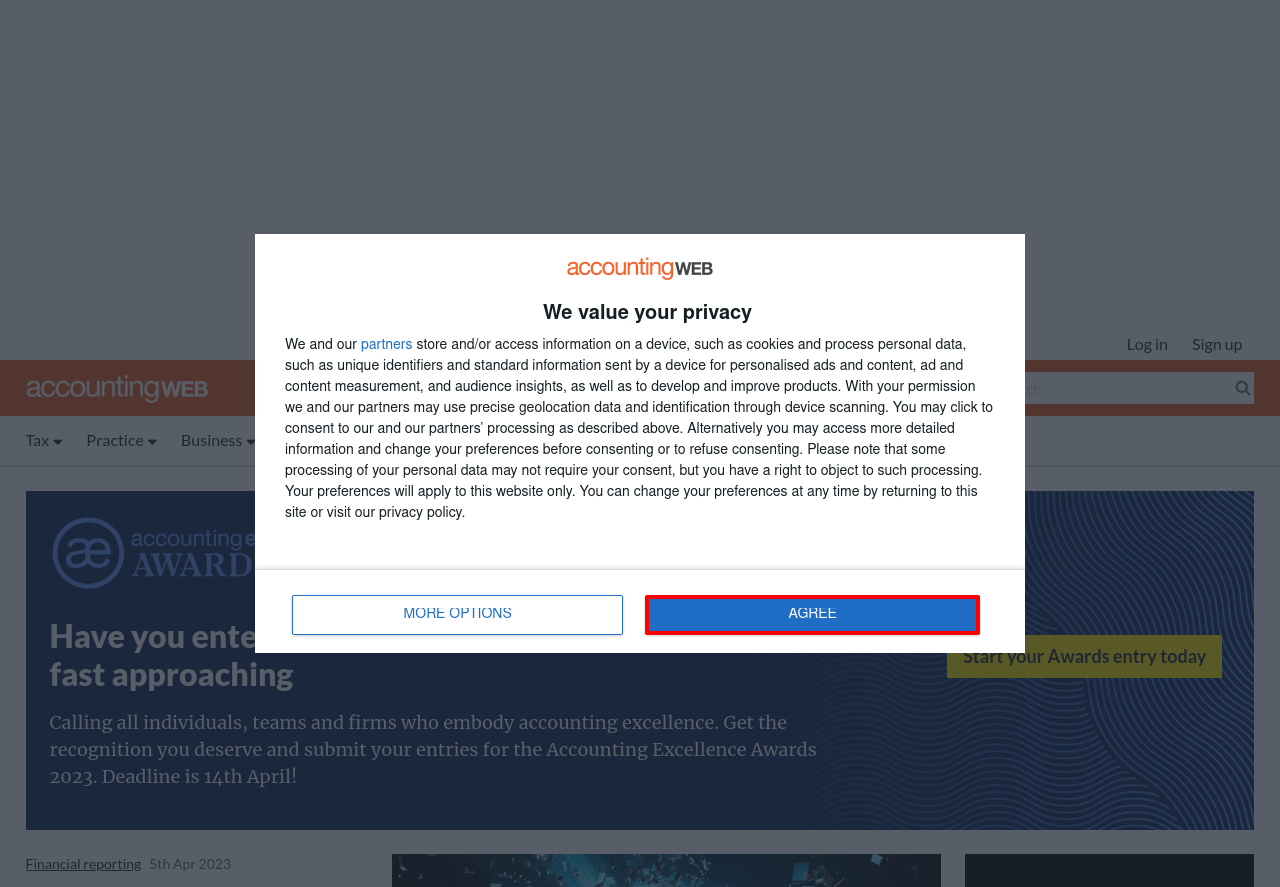 Log in Sign up
accountingWEB
Tax Practice Business
accountingWEB
We value your privacy
We and our partners store and/or access information on a device, such as cookies and process personal data,
such as unique identifiers and standard information sent by a device for personalised ads and content, ad and
content measurement, and audience insights, as well as to develop and improve products. With your permission
we and our partners may use precise geolocation data and identification through device scanning. You may click to
consent to our and our partners’ processing as described above. Alternatively you may access more detailed
information and change your preferences before consenting or to refuse consenting. Please note that some
processing of your personal data may not require your consent, but you have a right to object to such processing.
Your preferences will apply to this website only. You can change your preferences at any time by returning to this
site or visit our privacy policy.
MORE OPTIONS AGREE
æ accounting
AWARD
Have you ente
fast approaching
Start your Awards entry today
Calling all individuals, teams and firms who embody accounting excellence. Get the
recognition you deserve and submit your entries for the Accounting Excellence Awards
2023. Deadline is 14th April!
Financial reporting 5th Apr 2023